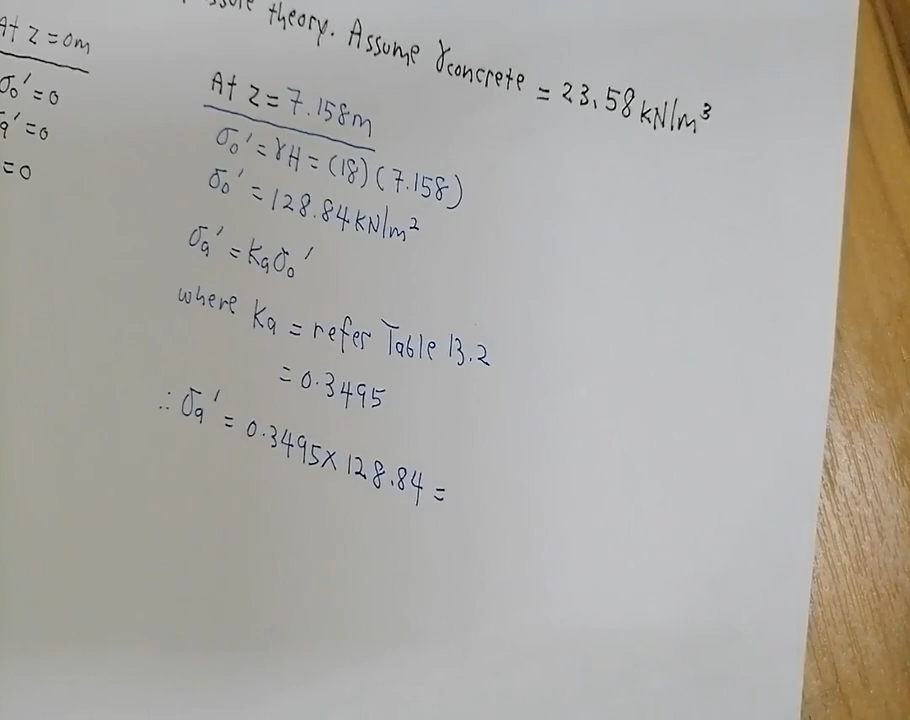 theory. Assume γconcrete = 23.58 kN/m³
At z = 0m
σo' = 0
σa' = 0
= 0
At z = 7.158m
σo' = γH = (18)(7.158)
σo' = 128.84 kN/m²
σa' = Kaσo'
where Ka = refer Table 13.2
= 0.3495
∴ σa' = 0.3495 × 128.84 =